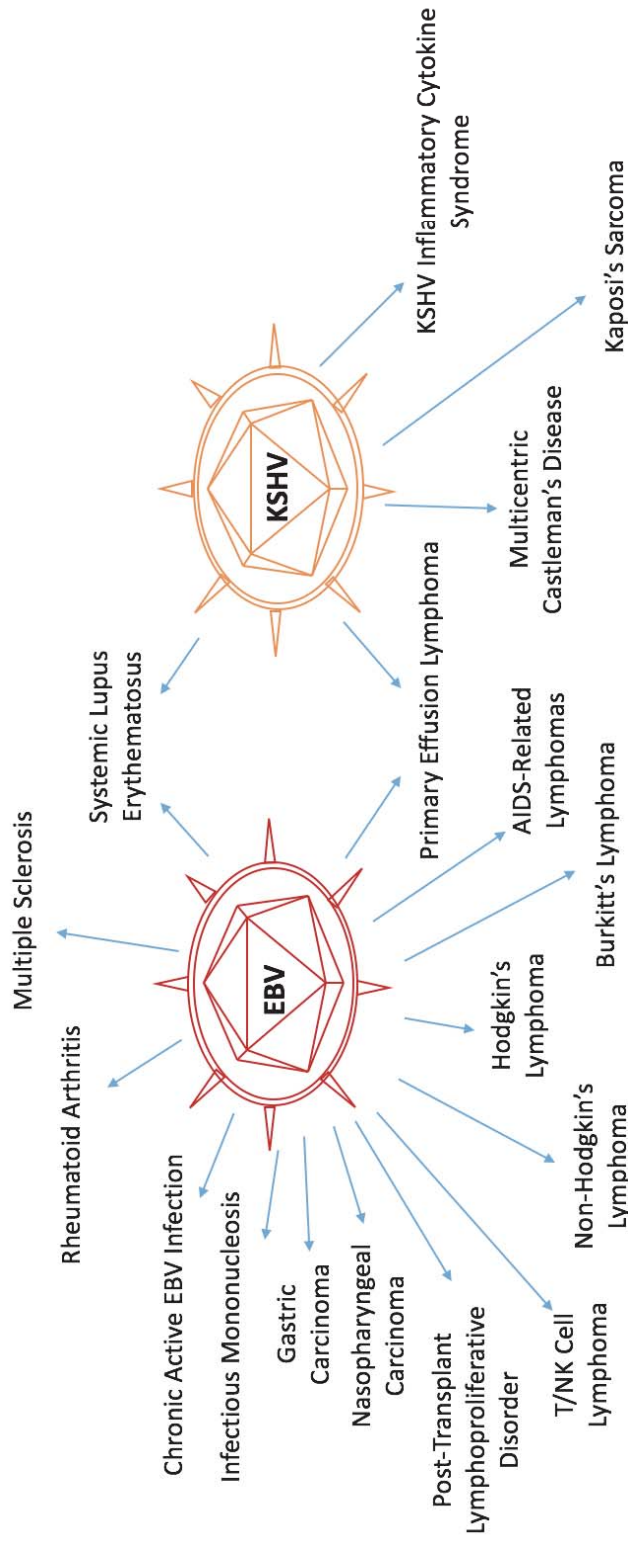 Multiple Sclerosis
Rheumatoid Arthritis
Systemic Lupus
Erythematosus
Chronic Active EBV Infection
Infectious Mononucleosis
Gastric
Carcinoma
Nasopharyngeal
Carcinoma
Post-Transplant
Lymphoproliferative
Disorder
T/NK Cell
Lymphoma
Non-Hodgkin's
Lymphoma
Hodgkin's
Lymphoma
Burkitt's Lymphoma
AIDS-Related
Lymphomas
Primary Effusion Lymphoma
EBV
KSHV
Multicentric
Castleman's Disease
Kaposi's Sarcoma
KSHV Inflammatory Cytokine
Syndrome